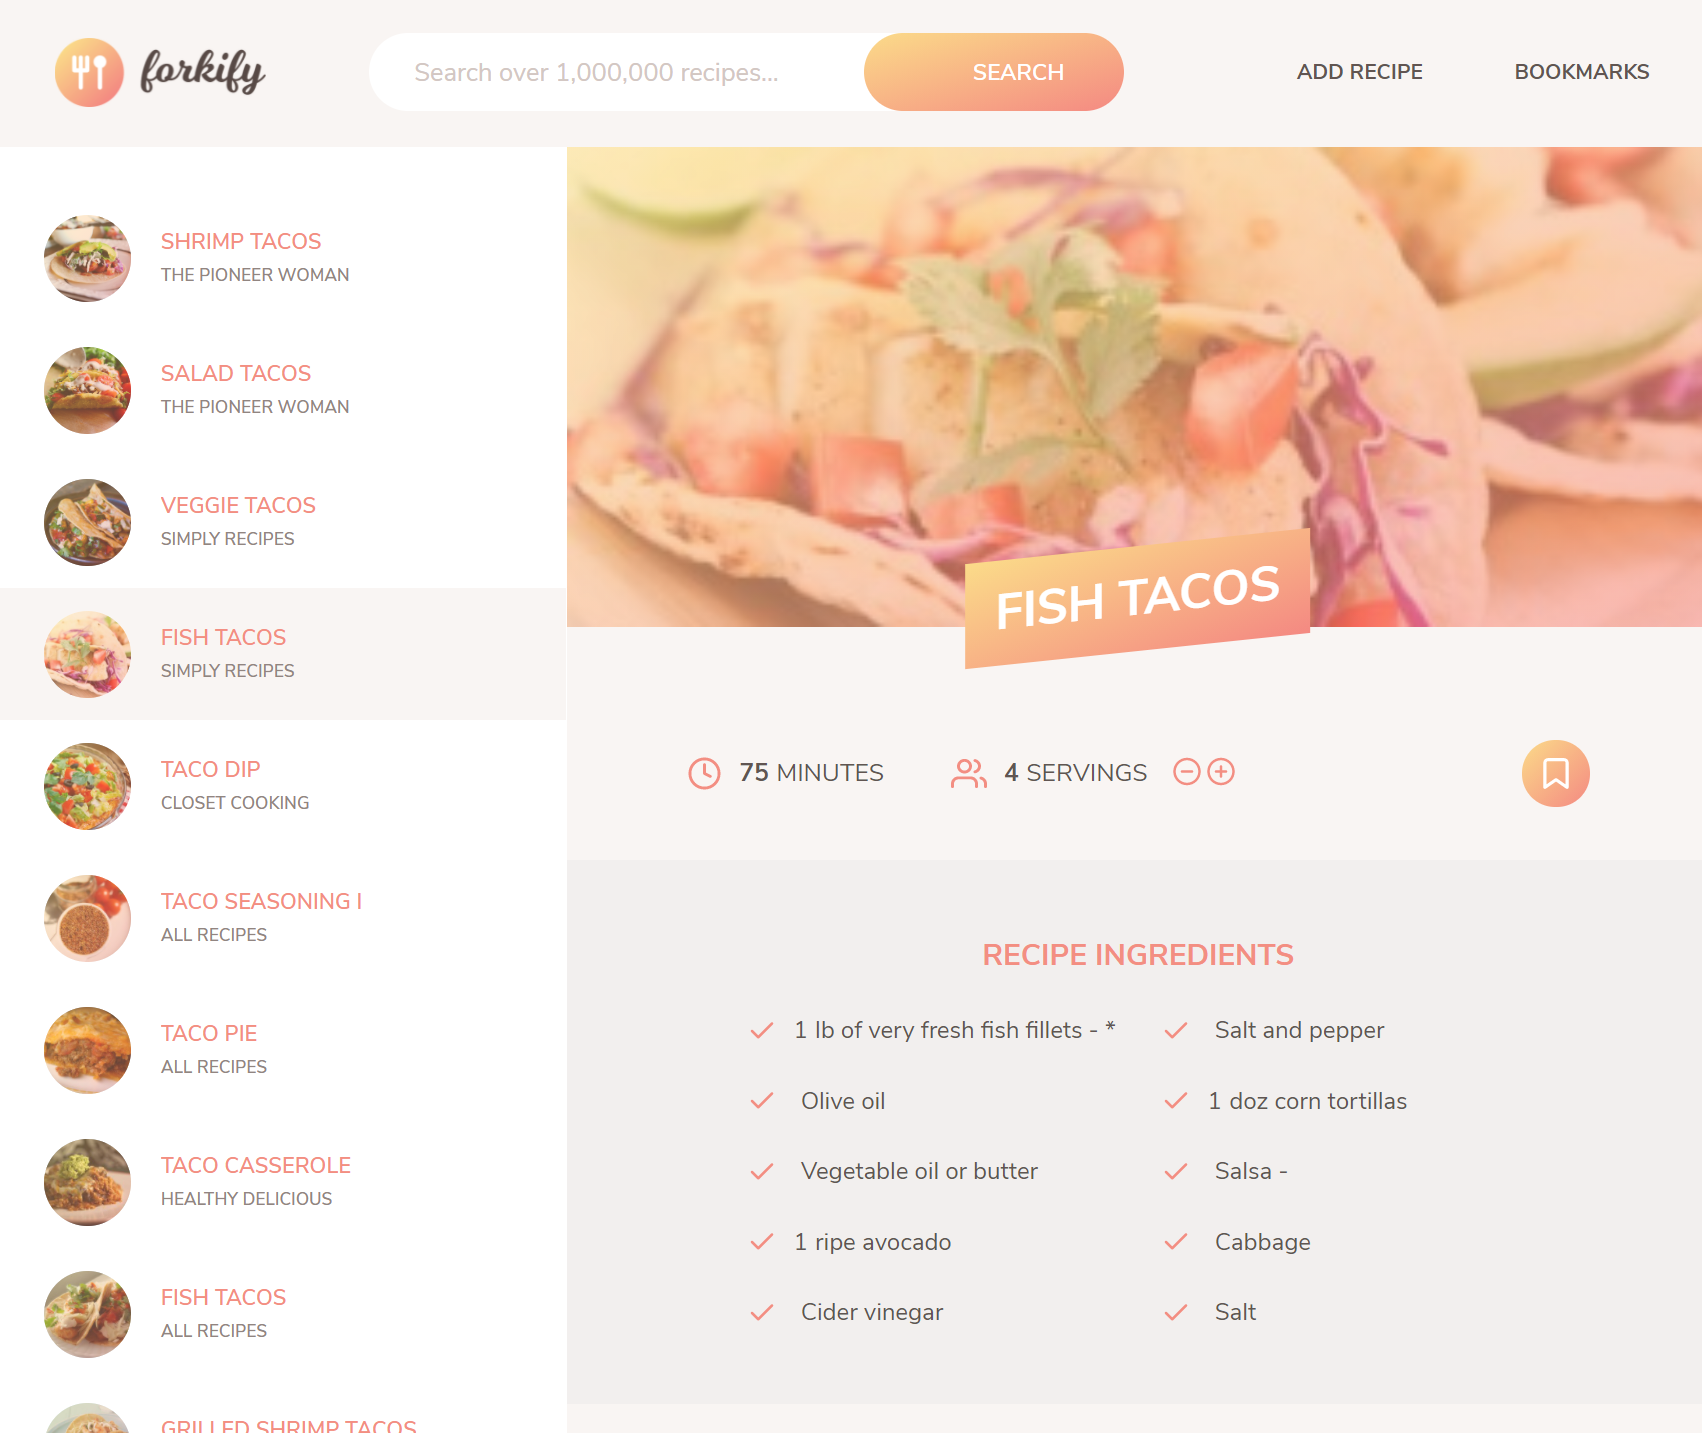 forkify
Search over 1,000,000 recipes...
SEARCH
ADD RECIPE
BOOKMARKS
SHRIMP TACOS
THE PIONEER WOMAN
SALAD TACOS
THE PIONEER WOMAN
VEGGIE TACOS
SIMPLY RECIPES
FISH TACOS
SIMPLY RECIPES
TACO DIP
CLOSET COOKING
TACO SEASONING I
ALL RECIPES
TACO PIE
ALL RECIPES
TACO CASSEROLE
HEALTHY DELICIOUS
FISH TACOS
ALL RECIPES
GRILLED SHRIMP TACOS
FISH TACOS
75 MINUTES
4 SERVINGS
RECIPE INGREDIENTS
1 lb of very fresh fish fillets - *
Salt and pepper
Olive oil
1 doz corn tortillas
Vegetable oil or butter
Salsa -
1 ripe avocado
Cabbage
Cider vinegar
Salt